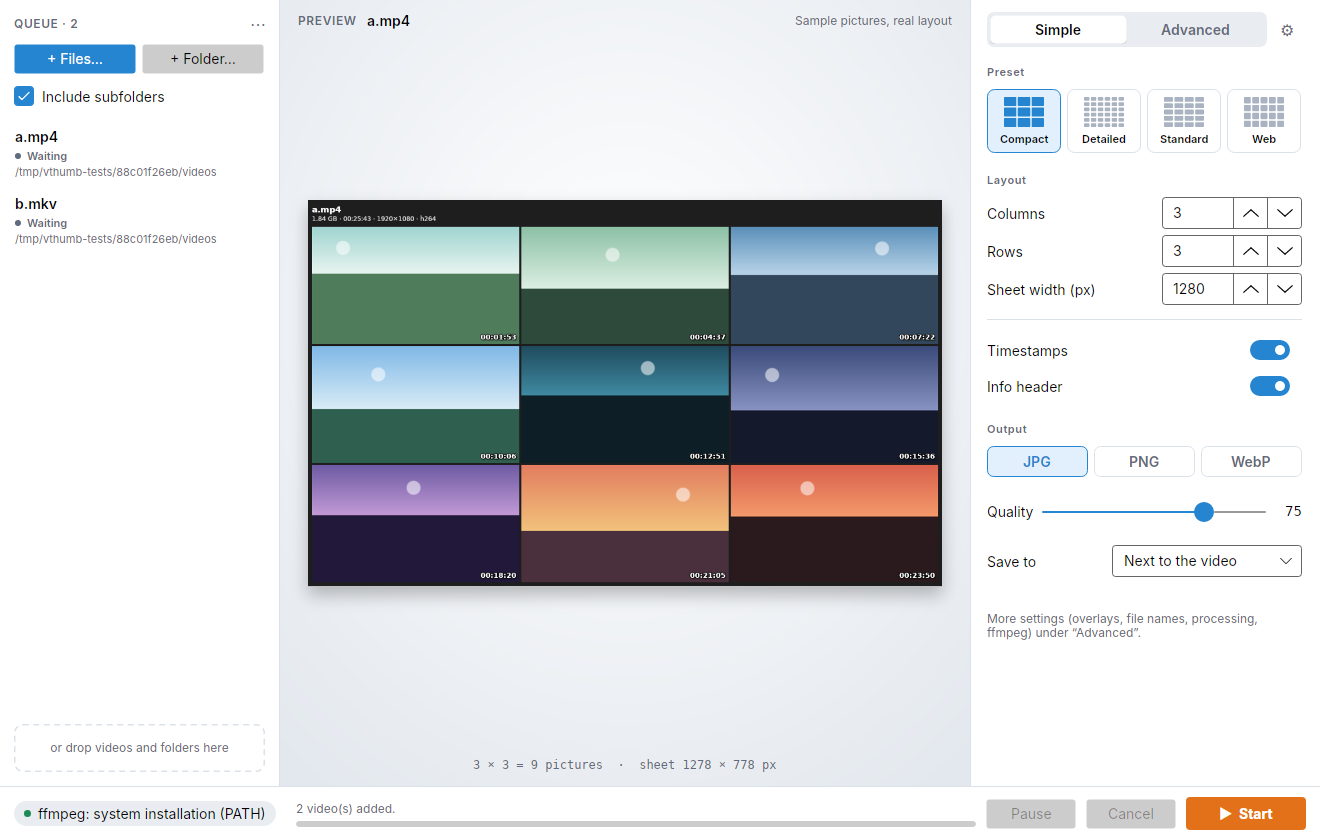 QUEUE · 2
...
+ Files...
+ Folder...
Include subfolders
a.mp4
Waiting
/tmp/vthumb-tests/88c01f26eb/videos
b.mkv
Waiting
/tmp/vthumb-tests/88c01f26eb/videos
or drop videos and folders here
PREVIEW a.mp4
Sample pictures, real layout
a.mp4
1.84 GB · 00:25:43 · 1920×1080 · h264
00:01:53
00:04:37
00:07:22
00:10:06
00:12:51
00:15:36
00:18:20
00:21:05
00:23:50
3 × 3 = 9 pictures · sheet 1278 × 778 px
Simple
Advanced
Preset
Compact
Detailed
Standard
Web
Layout
Columns 3
Rows 3
Sheet width (px) 1280
Timestamps
Info header
Output
JPG
PNG
WebP
Quality 75
Save to Next to the video
More settings (overlays, file names, processing,
ffmpeg) under “Advanced”.
ffmpeg: system installation (PATH)
2 video(s) added.
Pause
Cancel
Start